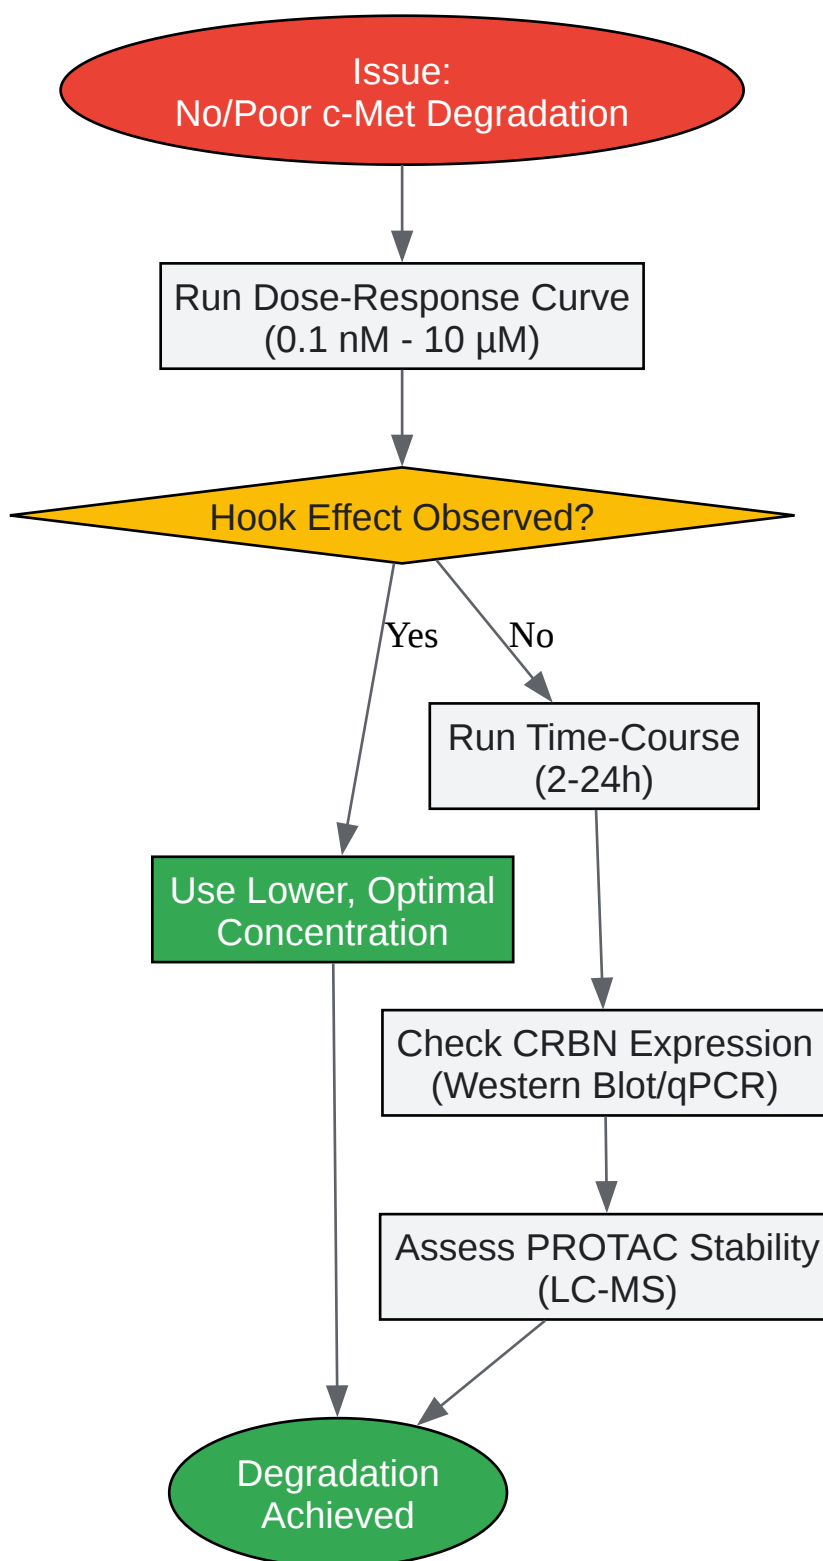 Issue:
No/Poor c-Met Degradation
Run Dose-Response Curve
(0.1 nM - 10 µM)
Hook Effect Observed?
Yes
No
Run Time-Course
(2-24h)
Use Lower, Optimal
Concentration
Check CRBN Expression
(Western Blot/qPCR)
Assess PROTAC Stability
(LC-MS)
Degradation
Achieved